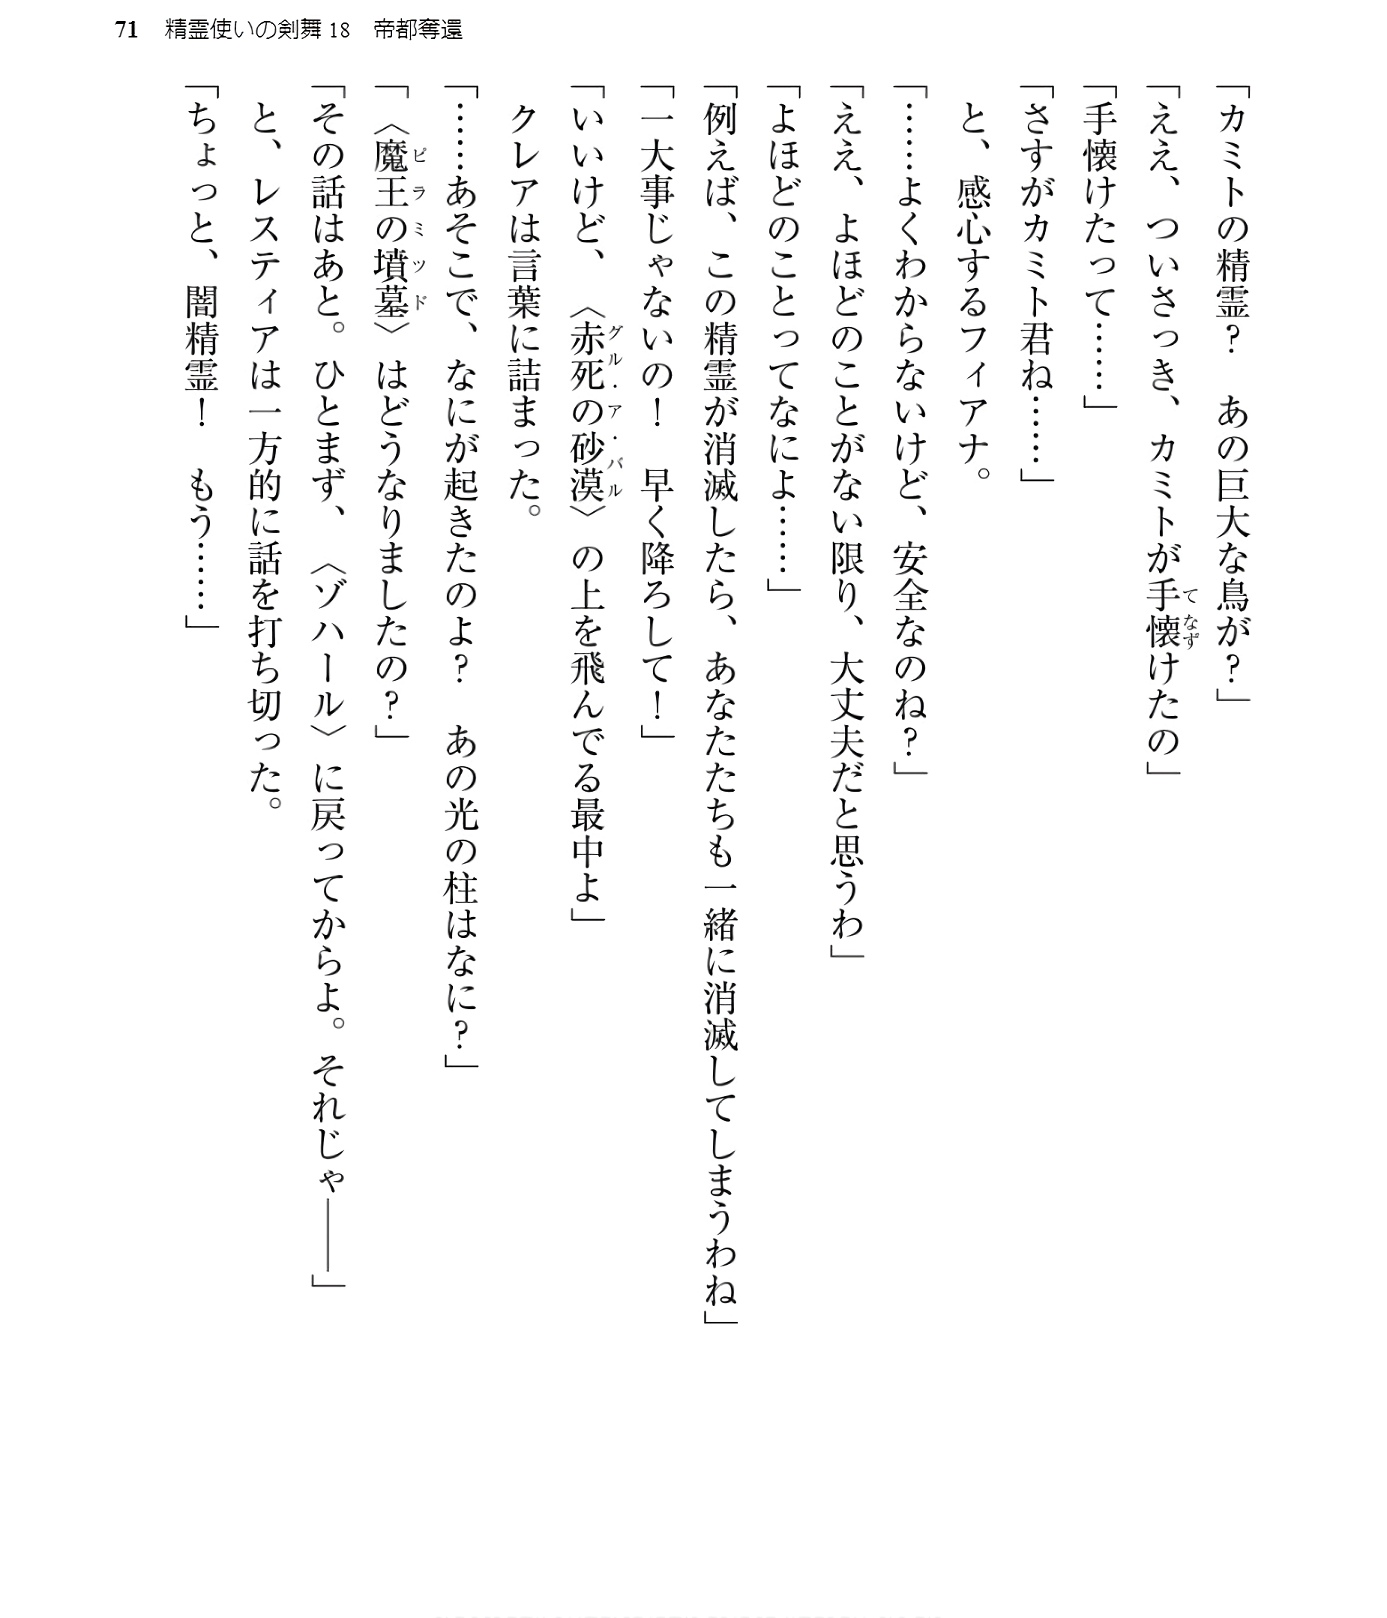 71　精霊使いの剣舞18　帝都奪還
「カミトの精霊？　あの巨大な鳥が？」
「ええ、ついさっき、カミトが手懐けたの」
「手懐けたって……」
「さすがカミト君ね……」
　と、感心するフィアナ。
「……よくわからないけど、安全なのね？」
「ええ、よほどのことがない限り、大丈夫だと思うわ」
「よほどのことってなによ……」
「例えば、この精霊が消滅したら、あなたたちも一緒に消滅してしまうわね」
「一大事じゃないの！　早く降ろして！」
「いいけど、〈赤死の砂漠〉の上を飛んでる最中よ」
　クレアは言葉に詰まった。
「……あそこで、なにが起きたのよ？　あの光の柱はなに？」
「〈魔王の墳墓〉はどうなりましたの？」
「その話はあと。ひとまず、〈ゾハール〉に戻ってからよ。それじゃ――」
　と、レスティアは一方的に話を打ち切った。
「ちょっと、闇精霊！　もう……」